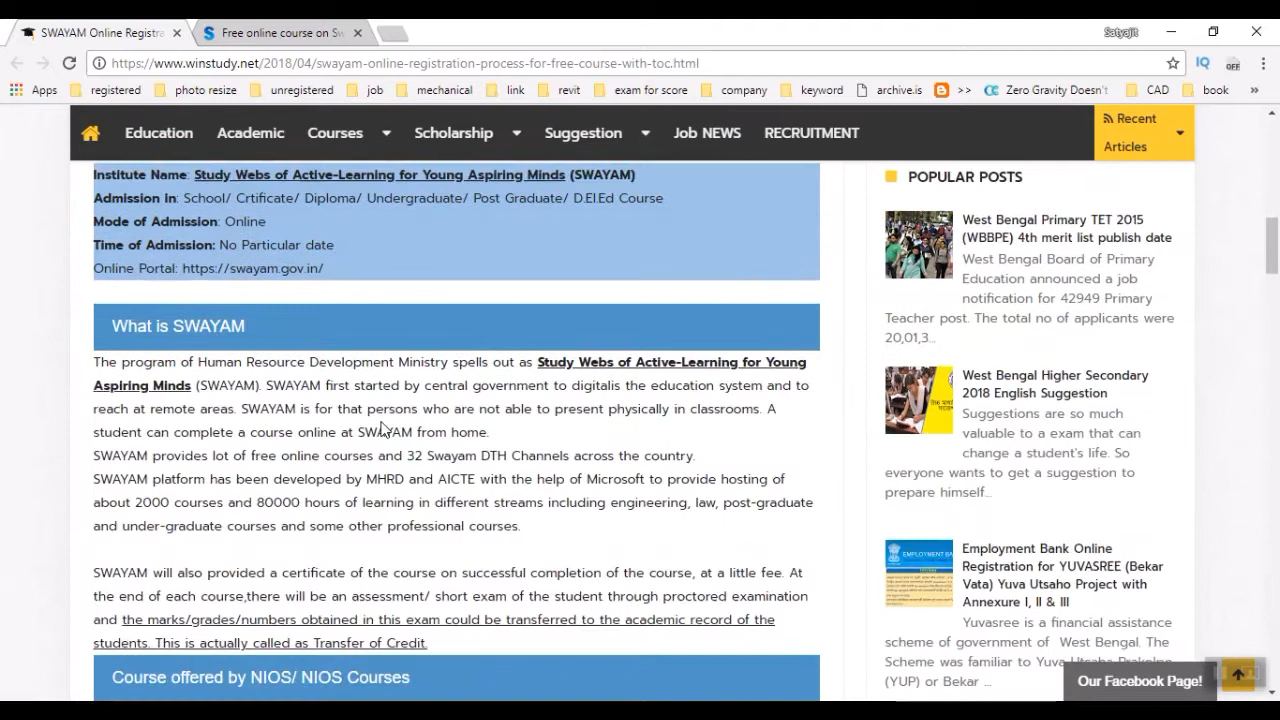 SWAYAM Online Registra
Free online course on Sw
Satyajit
https://www.winstudy.net/2018/04/swayam-online-registration-process-for-free-course-with-toc.html
IQ
OFF
Apps registered photo resize unregistered job mechanical link revit exam for score company keyword archive.is >> Zero Gravity Doesn't CAD book »
Education Academic Courses Scholarship Suggestion Job NEWS RECRUITMENT
Recent
Articles
Institute Name: Study Webs of Active-Learning for Young Aspiring Minds (SWAYAM)
Admission in: School/ Crtificate/ Diploma/ Undergraduate/ Post Graduate/ D.El.Ed Course
Mode of Admission: Online
Time of Admission: No Particular date
Online Portal: https://swayam.gov.in/
What is SWAYAM
The program of Human Resource Development Ministry spells out as Study Webs of Active-Learning for Young
Aspiring Minds (SWAYAM). SWAYAM first started by central government to digitalis the education system and to
reach at remote areas. SWAYAM is for that persons who are not able to present physically in classrooms. A
student can complete a course online at SWAYAM from home.
SWAYAM provides lot of free online courses and 32 Swayam DTH Channels across the country.
SWAYAM platform has been developed by MHRD and AICTE with the help of Microsoft to provide hosting of
about 2000 courses and 80000 hours of learning in different streams including engineering, law, post-graduate
and under-graduate courses and some other professional courses.
SWAYAM will also provided a certificate of the course on successful completion of the course, at a little fee. At
the end of each course there will be an assessment/ short exam of the student through proctored examination
and the marks/grades/numbers obtained in this exam could be transferred to the academic record of the
students. This is actually called as Transfer of Credit.
Course offered by NIOS/ NIOS Courses
POPULAR POSTS
West Bengal Primary TET 2015
(WBBPE) 4th merit list publish date
West Bengal Board of Primary
Education announced a job
notification for 42949 Primary
Teacher post. The total no of applicants were
20,01,3...
West Bengal Higher Secondary
2018 English Suggestion
Suggestions are so much
valuable to a exam that can
change a student's life. So
everyone wants to get a suggestion to
prepare himself...
EMPLOYMENT BANK
Employment Bank Online
Registration for YUVASREE (Bekar
Vata) Yuva Utsaho Project with
Annexure I, II & III
Yuvasree is a financial assistance
scheme of government of West Bengal. The
Scheme was familiar to Yuva Utsaha Prakolpa
(YUP) or Bekar ...
Our Facebook Page!